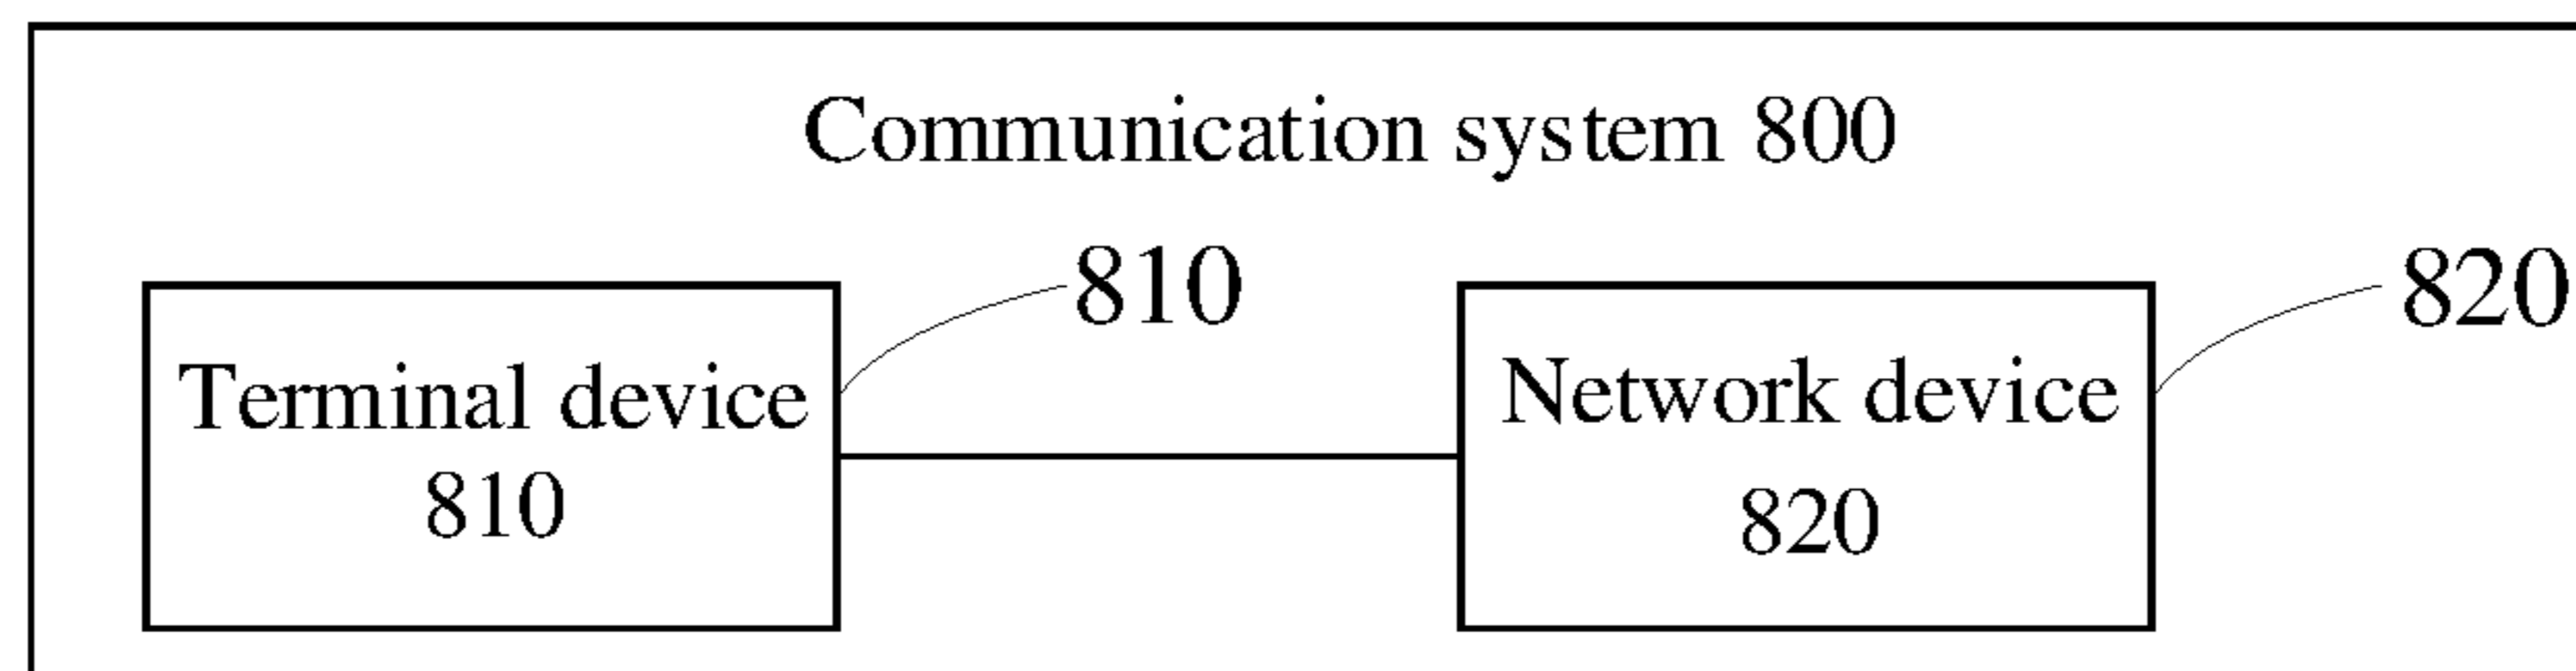 Communication system 800
810
820
Terminal device
810
Network device
820